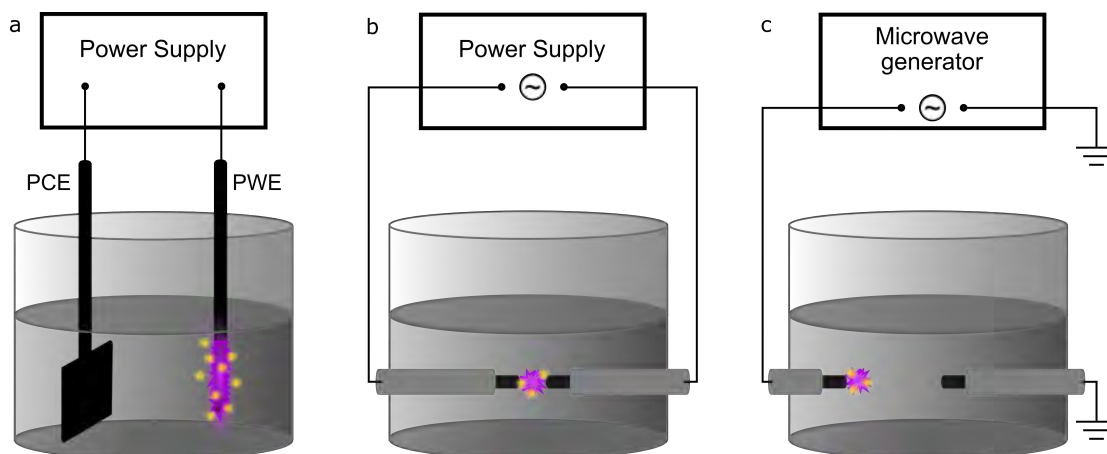 a
Power Supply
PCE
PWE
b
Power Supply
~
c
Microwave
generator
~